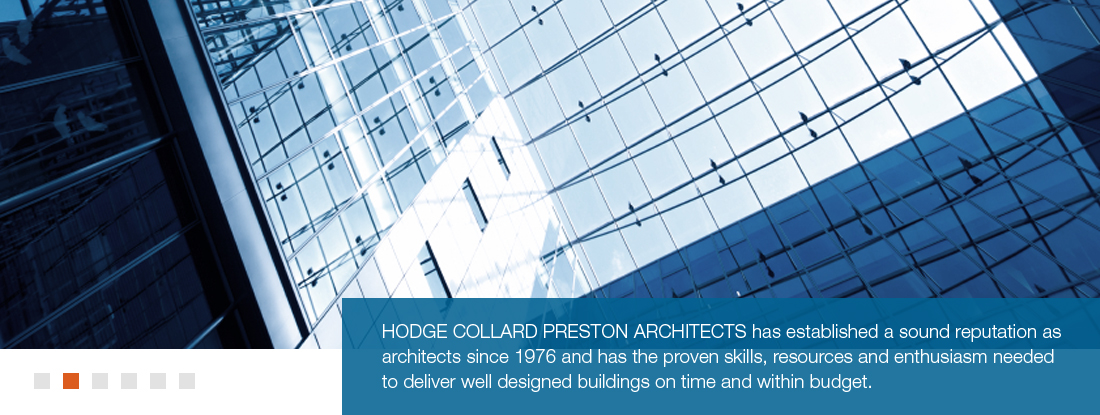 HODGE COLLARD PRESTON ARCHITECTS has established a sound reputation as
architects since 1976 and has the proven skills, resources and enthusiasm needed
to deliver well designed buildings on time and within budget.